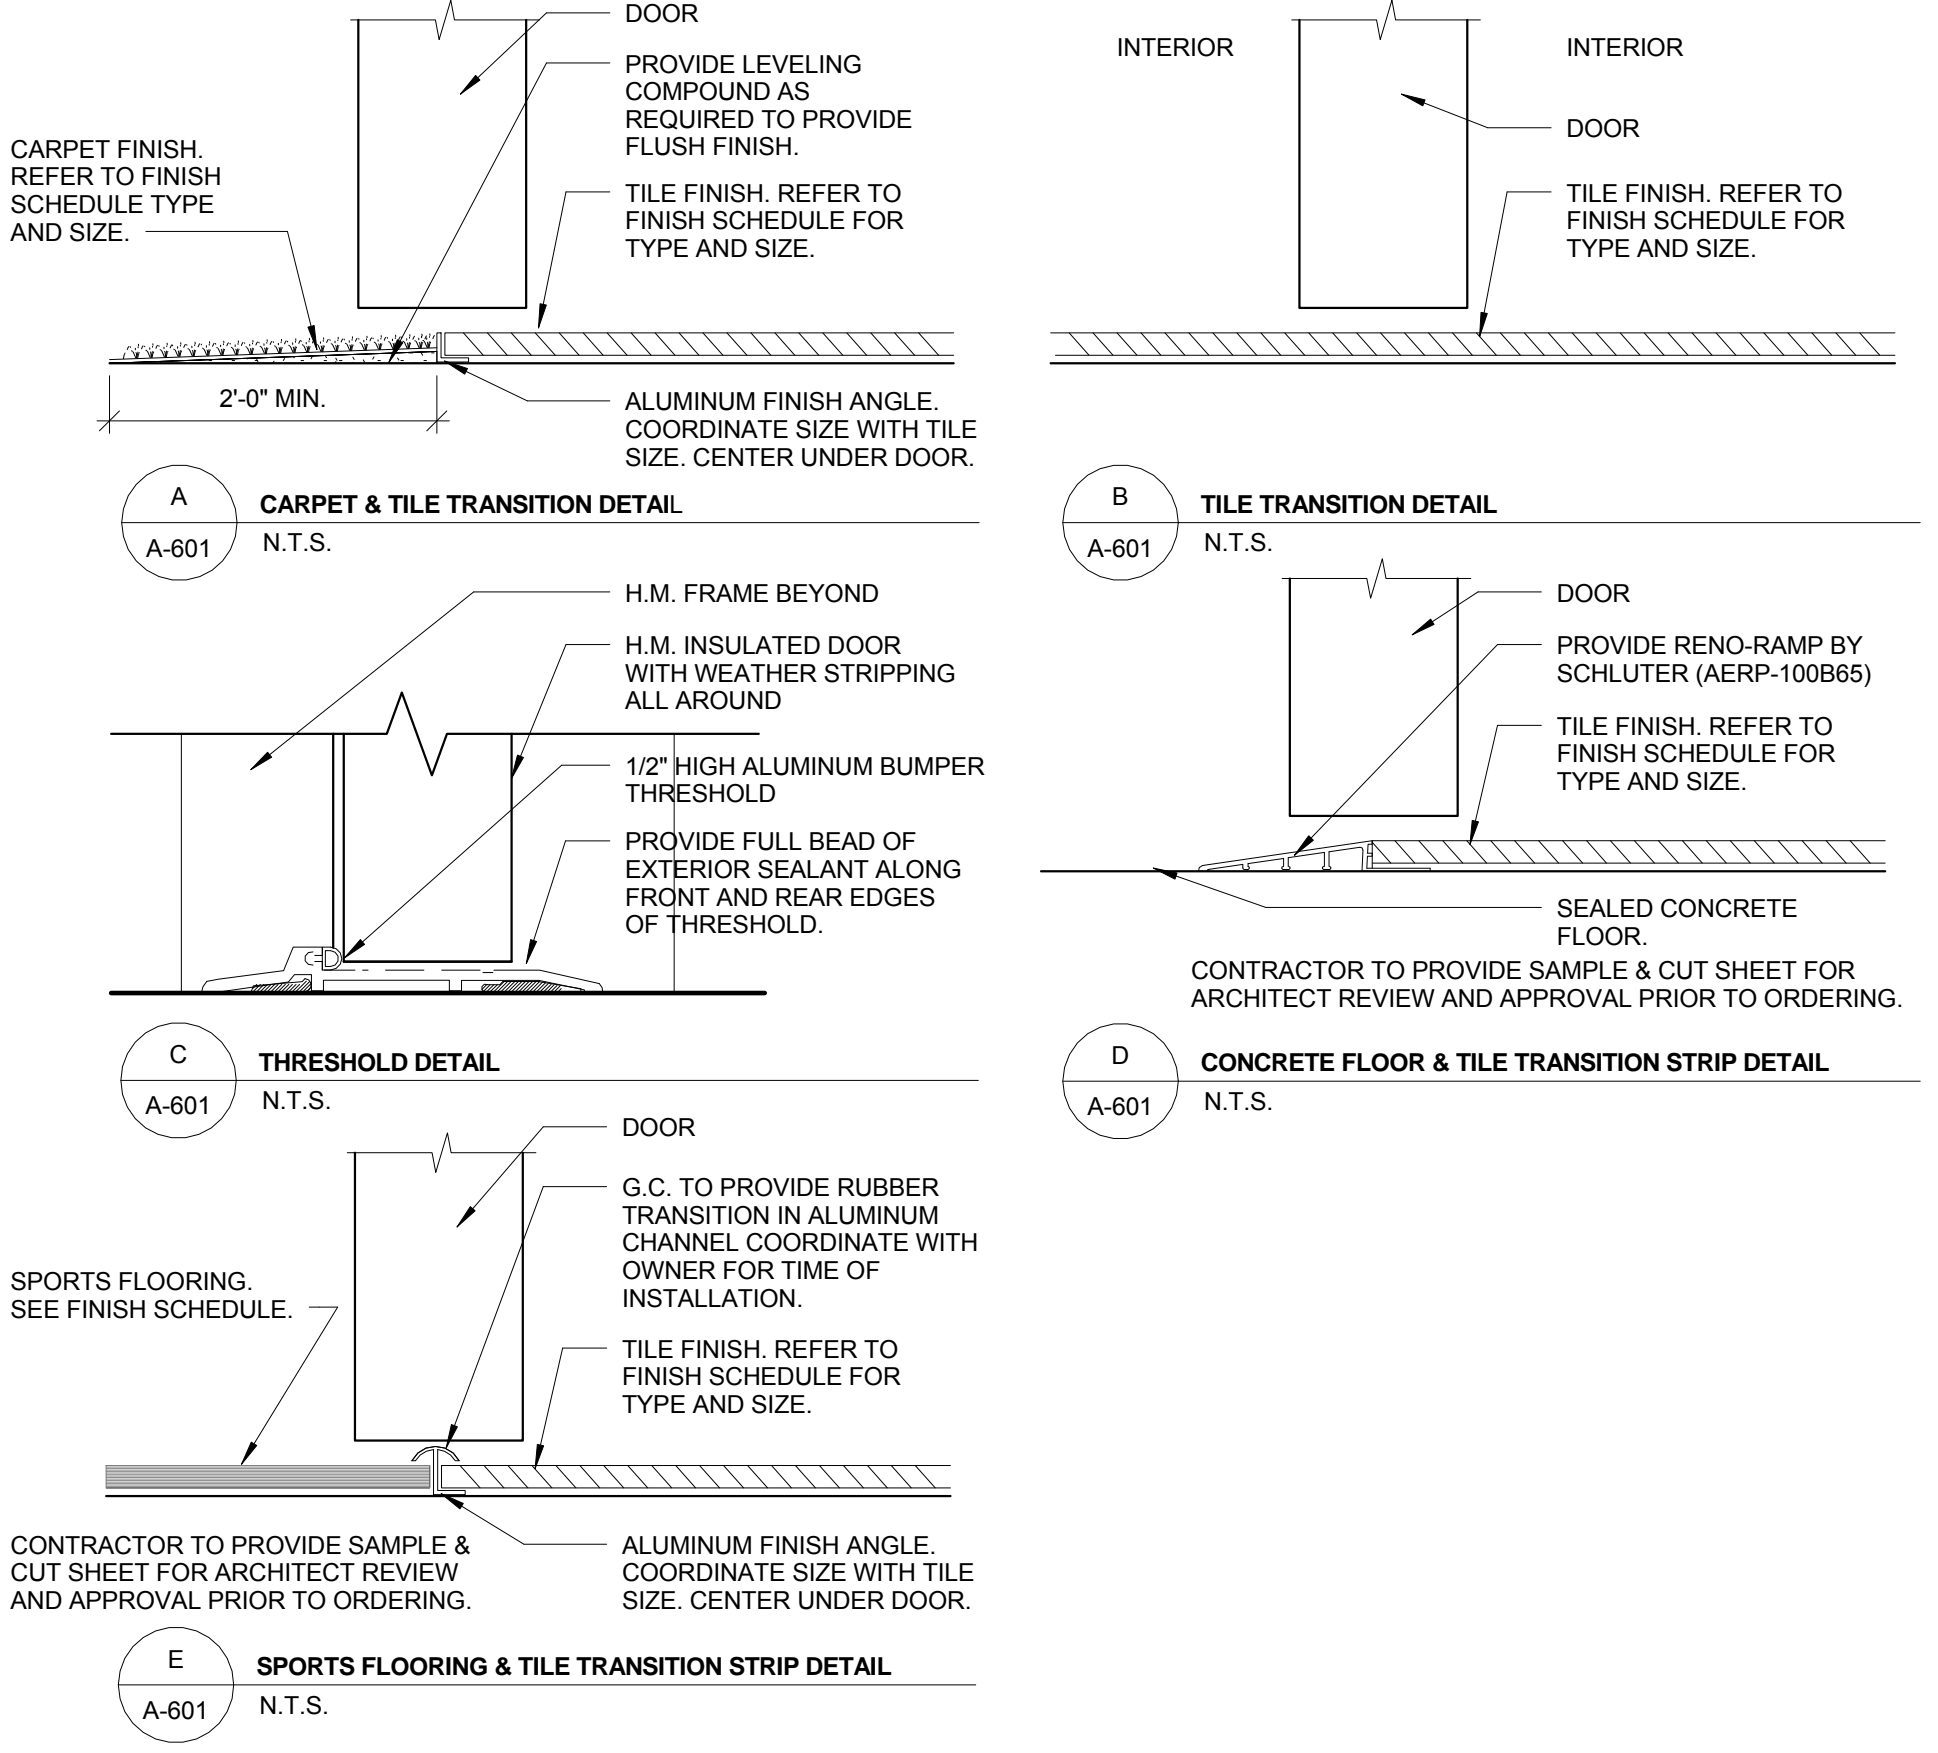 DOOR
PROVIDE LEVELING
COMPOUND AS
REQUIRED TO PROVIDE
FLUSH FINISH.
CARPET FINISH.
REFER TO FINISH
SCHEDULE TYPE
AND SIZE.
TILE FINISH. REFER TO
FINISH SCHEDULE FOR
TYPE AND SIZE.
2'-0" MIN.
ALUMINUM FINISH ANGLE.
COORDINATE SIZE WITH TILE
SIZE. CENTER UNDER DOOR.
A
A-601
CARPET & TILE TRANSITION DETAIL
N.T.S.
INTERIOR
INTERIOR
DOOR
TILE FINISH. REFER TO
FINISH SCHEDULE FOR
TYPE AND SIZE.
B
A-601
TILE TRANSITION DETAIL
N.T.S.
H.M. FRAME BEYOND
H.M. INSULATED DOOR
WITH WEATHER STRIPPING
ALL AROUND
1/2" HIGH ALUMINUM BUMPER
THRESHOLD
PROVIDE FULL BEAD OF
EXTERIOR SEALANT ALONG
FRONT AND REAR EDGES
OF THRESHOLD.
C
A-601
THRESHOLD DETAIL
N.T.S.
DOOR
PROVIDE RENO-RAMP BY
SCHLUTER (AERP-100B65)
TILE FINISH. REFER TO
FINISH SCHEDULE FOR
TYPE AND SIZE.
SEALED CONCRETE
FLOOR.
CONTRACTOR TO PROVIDE SAMPLE & CUT SHEET FOR
ARCHITECT REVIEW AND APPROVAL PRIOR TO ORDERING.
D
A-601
CONCRETE FLOOR & TILE TRANSITION STRIP DETAIL
N.T.S.
DOOR
G.C. TO PROVIDE RUBBER
TRANSITION IN ALUMINUM
CHANNEL COORDINATE WITH
OWNER FOR TIME OF
INSTALLATION.
SPORTS FLOORING.
SEE FINISH SCHEDULE.
TILE FINISH. REFER TO
FINISH SCHEDULE FOR
TYPE AND SIZE.
CONTRACTOR TO PROVIDE SAMPLE &
CUT SHEET FOR ARCHITECT REVIEW
AND APPROVAL PRIOR TO ORDERING.
ALUMINUM FINISH ANGLE.
COORDINATE SIZE WITH TILE
SIZE. CENTER UNDER DOOR.
E
A-601
SPORTS FLOORING & TILE TRANSITION STRIP DETAIL
N.T.S.